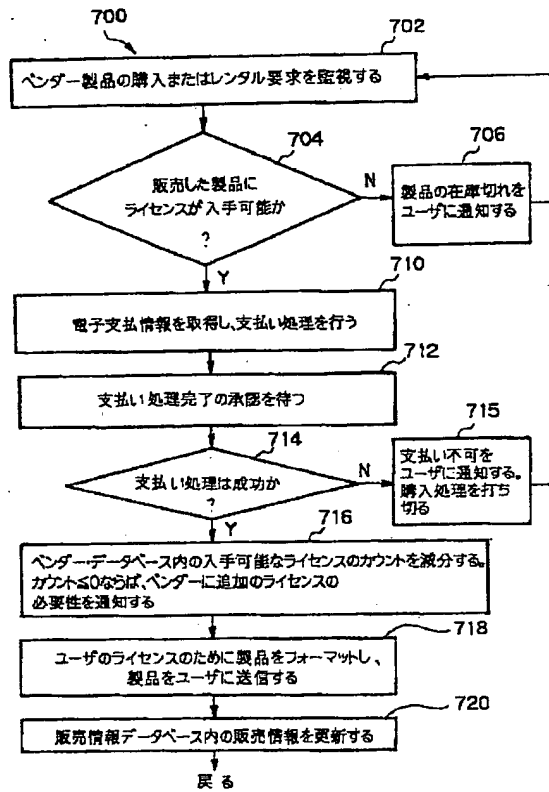 700
702
ベンダー製品の購入またはレンタル要求を監視する
704
販売した製品に
ライセンスが入手可能か
?
N
706
製品の在庫切れを
ユーザに通知する
Y
710
電子支払情報を取得し、支払い処理を行う
712
支払い処理完了の承認を待つ
714
支払い処理は成功か
?
N
715
支払い不可を
ユーザに通知する。
購入処理を打ち
切る
Y
716
ベンダー・データベース内の入手可能なライセンスのカウントを減分する。
カウント≦0ならば、ベンダーに追加のライセンスの
必要性を通知する
718
ユーザのライセンスのために製品をフォーマットし、
製品をユーザに送信する
720
販売情報データベース内の販売情報を更新する
戻る